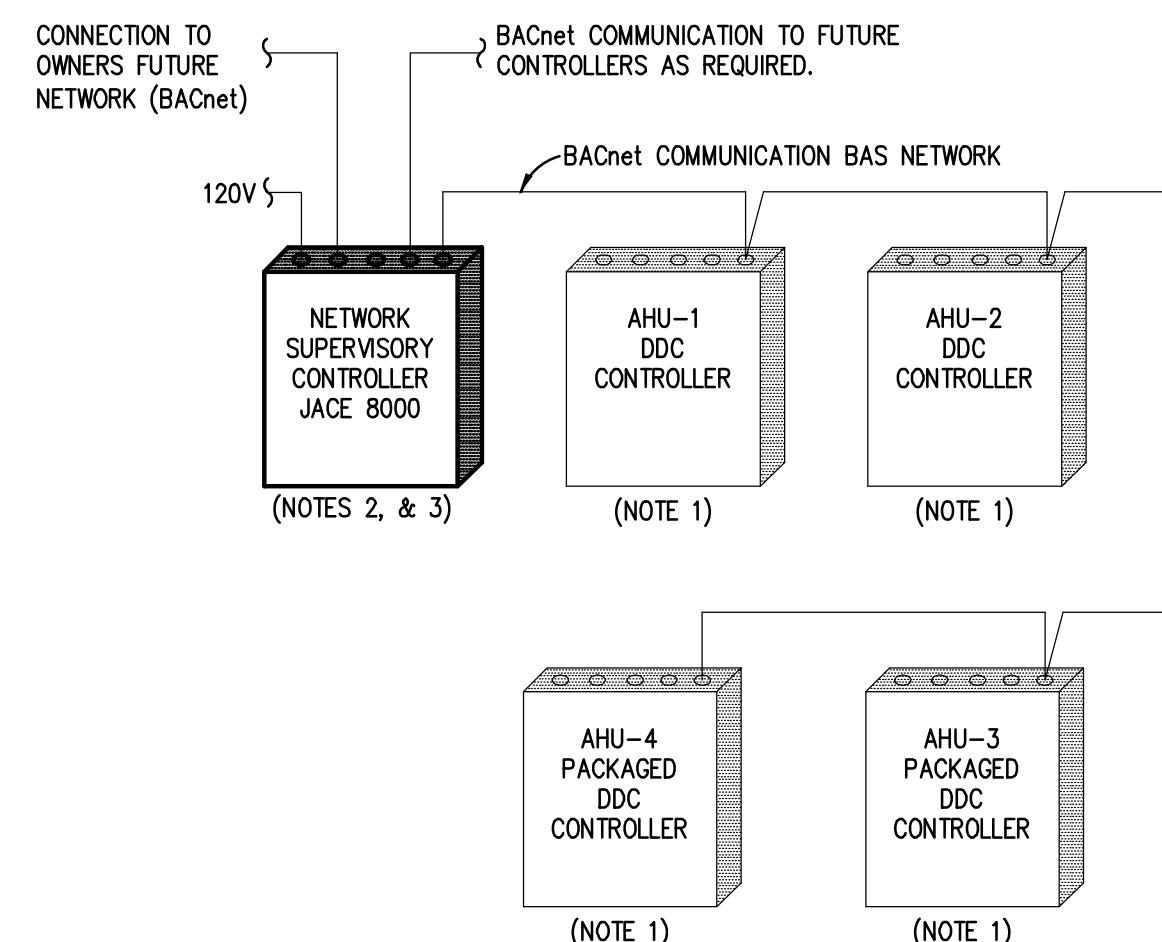 CONNECTION TO
OWNERS FUTURE
NETWORK (BACnet)
BACnet COMMUNICATION TO FUTURE
CONTROLLERS AS REQUIRED.
BACnet COMMUNICATION BAS NETWORK
120V
NETWORK
SUPERVISORY
CONTROLLER
JACE 8000
(NOTES 2, & 3)
AHU-1
DDC
CONTROLLER
(NOTE 1)
AHU-2
DDC
CONTROLLER
(NOTE 1)
AHU-4
PACKAGED
DDC
CONTROLLER
(NOTE 1)
AHU-3
PACKAGED
DDC
CONTROLLER
(NOTE 1)